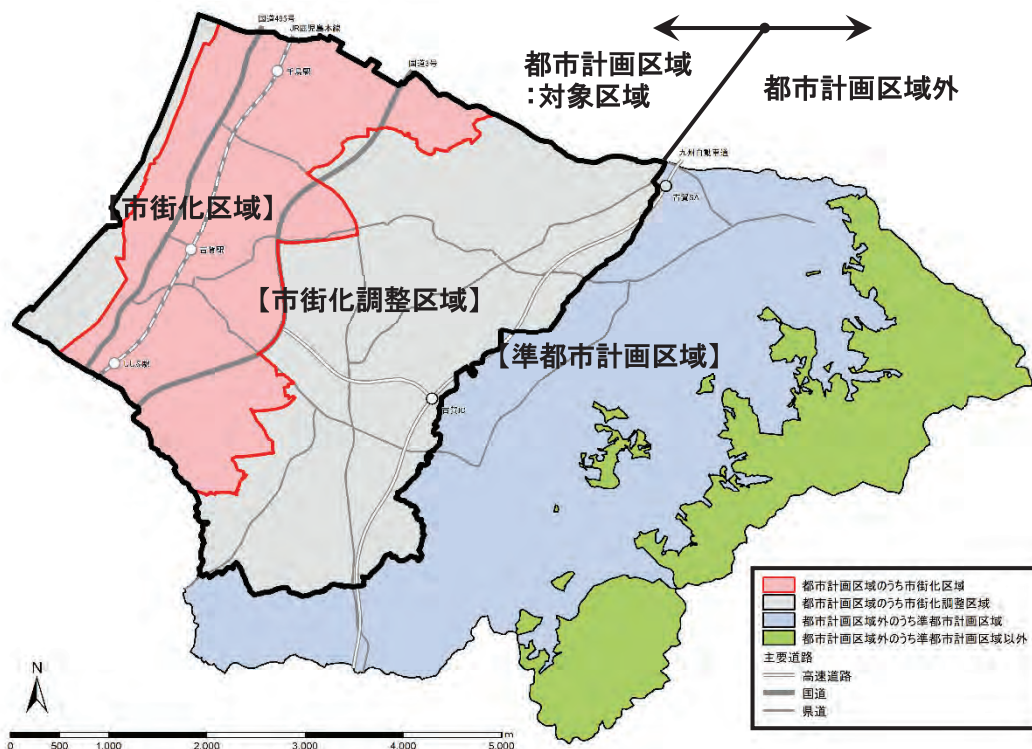 国道495号
JR鹿児島本線
千鳥駅
国道3号
都市計画区域
:対象区域
都市計画区域外
九州自動車道
古賀SA
【市街化区域】
古賀駅
【市街化調整区域】
【準都市計画区域】
ししぶ駅
古賀IC
都市計画区域のうち市街化区域
都市計画区域のうち市街化調整区域
都市計画区域外のうち準都市計画区域
都市計画区域外のうち準都市計画区域以外
主要道路
高速道路
国道
県道
N
m
0 500 1,000 2,000 3,000 4,000 5,000